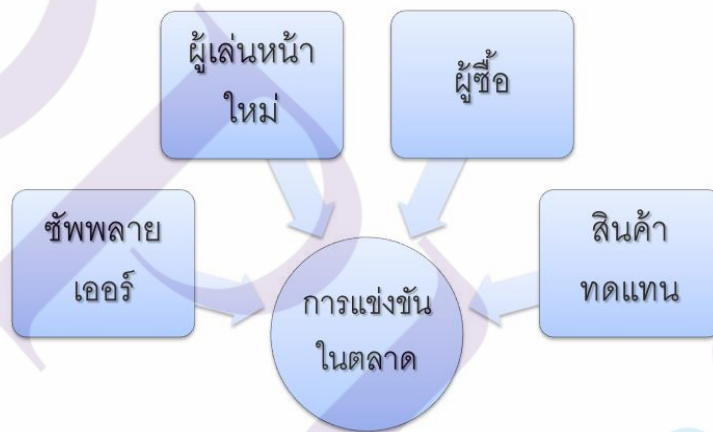 ผู้เล่นหน้า
ใหม่
ผู้ซื้อ
ซัพพลาย
เออร์
สินค้า
ทดแทน
การแข่งขัน
ในตลาด